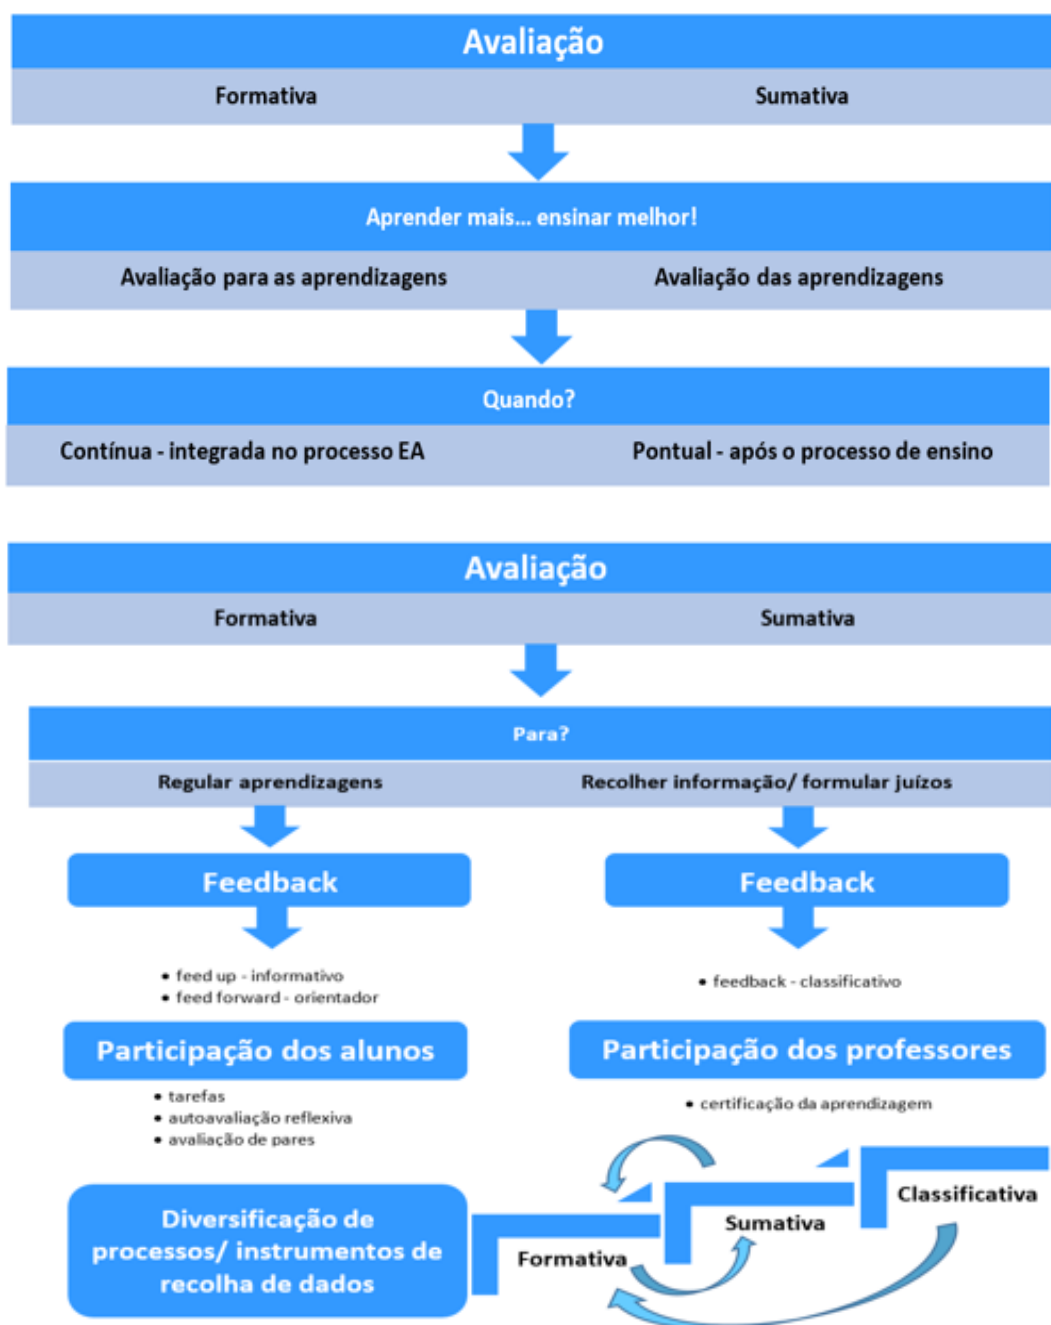 Avaliação
Formativa Sumativa
Aprender mais... ensinar melhor!
Avaliação para as aprendizagens Avaliação das aprendizagens
Quando?
Contínua - integrada no processo EA Pontual - após o processo de ensino
Avaliação
Formativa Sumativa
Para?
Regular aprendizagens Recolher informação/ formular juízos
Feedback Feedback
• feed up - informativo
• feed forward - orientador
• feedback - classificativo
Participação dos alunos Participação dos professores
• tarefas
• autoavaliação reflexiva
• avaliação de pares
• certificação da aprendizagem
Diversificação de
processos/ instrumentos de
recolha de dados
Formativa
Sumativa
Classificativa